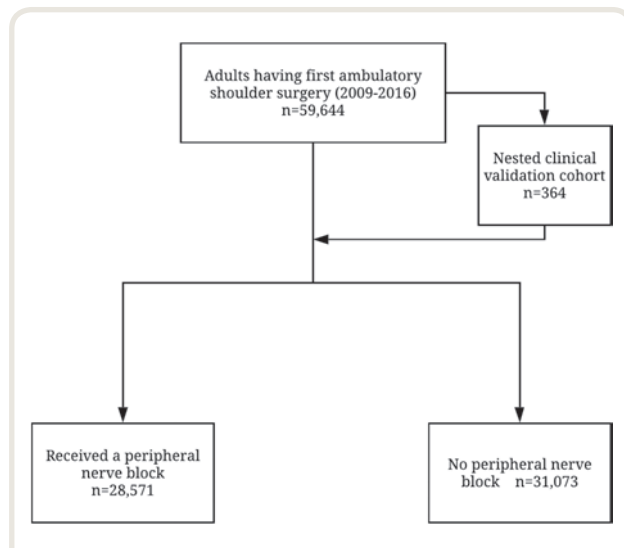 Adults having first ambulatory
shoulder surgery (2009-2016)
n=59,644
Nested clinical
validation cohort
n=364
Received a peripheral
nerve block
n=28,571
No peripheral nerve
block n=31,073